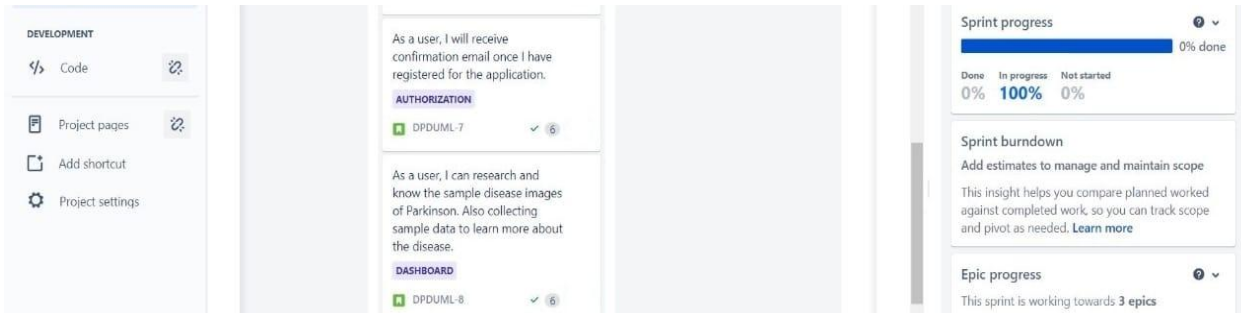 DEVELOPMENT
Code
Project pages
Add shortcut
Project settings
As a user, I will receive
confirmation email once I have
registered for the application.
AUTHORIZATION
DPDUML-7
6
As a user, I can research and
know the sample disease images
of Parkinson. Also collecting
sample data to learn more about
the disease.
DASHBOARD
DPDUML-8
6
Sprint progress
0% done
Done In progress Not started
0% 100% 0%
Sprint burndown
Add estimates to manage and maintain scope
This insight helps you compare planned worked
against completed work, so you can track scope
and pivot as needed. Learn more
Epic progress
This sprint is working towards 3 epics